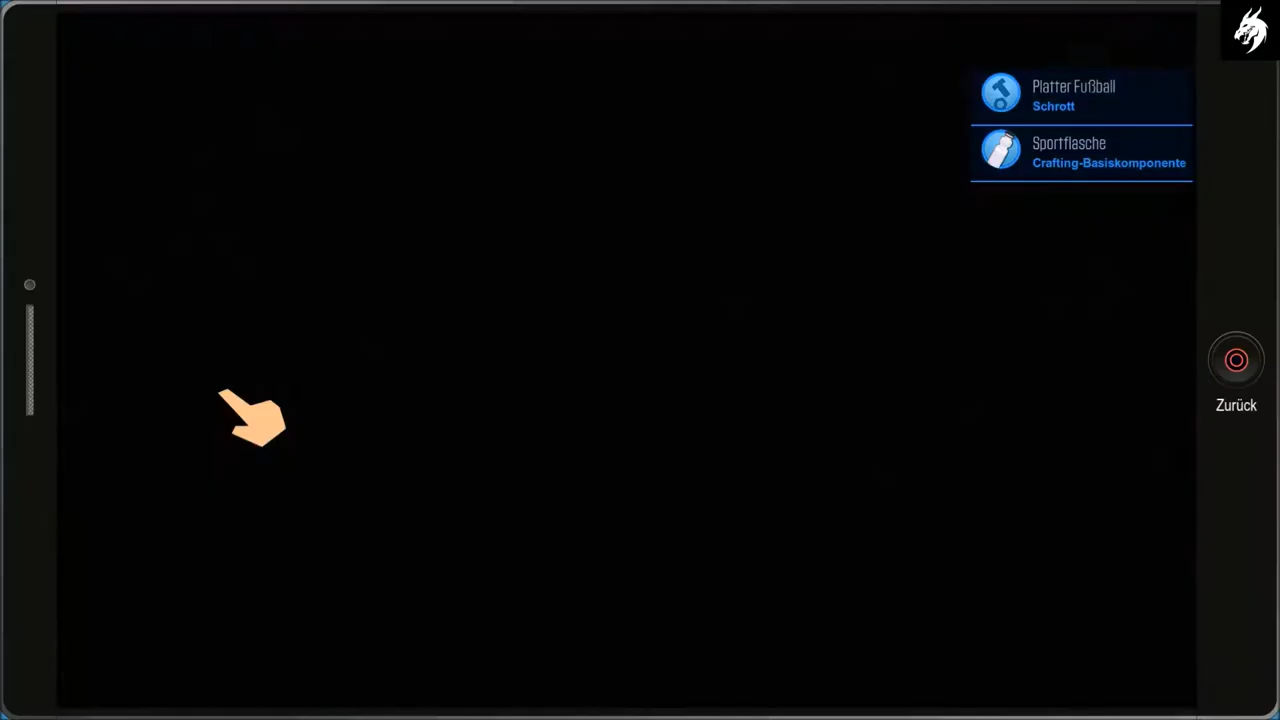 Platter Fußball
Schrott
Sportflasche
Crafting-Basiskomponente
Zurück